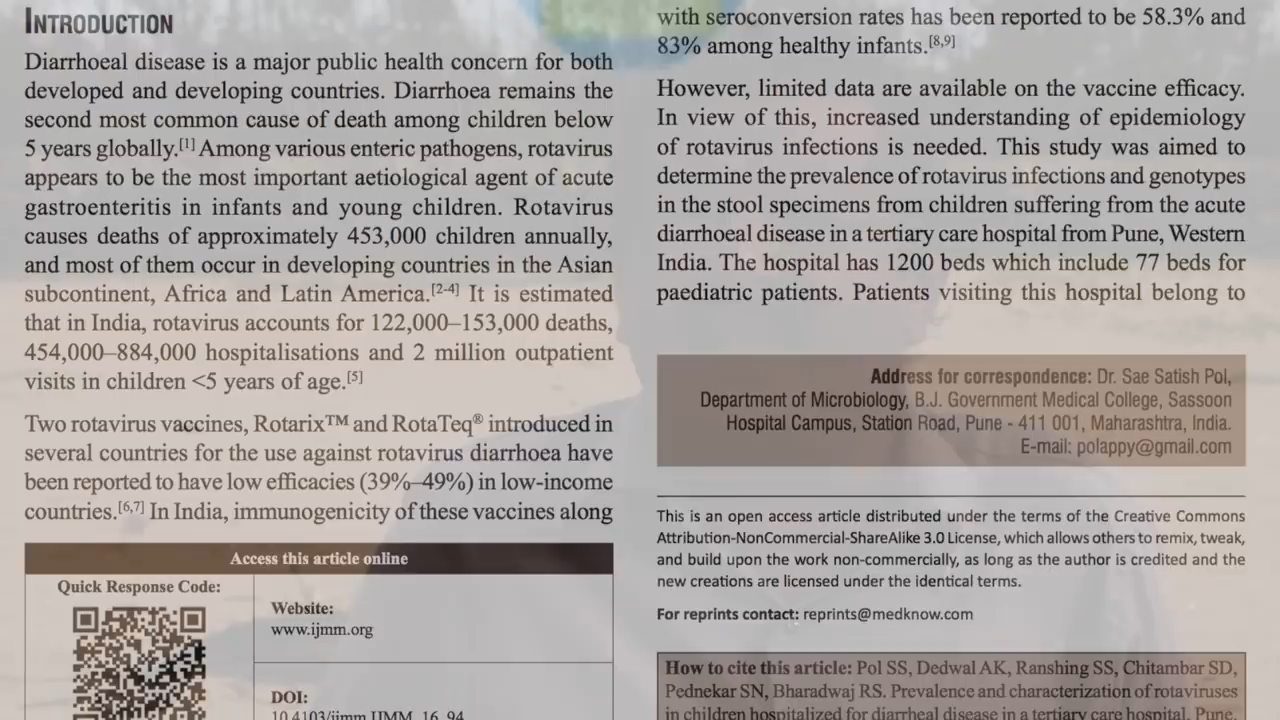 INTRODUCTION
Diarrhoeal disease is a major public health concern for both
developed and developing countries. Diarrhoea remains the
second most common cause of death among children below
5 years globally.[1] Among various enteric pathogens, rotavirus
appears to be the most important aetiological agent of acute
gastroenteritis in infants and young children. Rotavirus
causes deaths of approximately 453,000 children annually,
and most of them occur in developing countries in the Asian
subcontinent, Africa and Latin America.[2-4] It is estimated
that in India, rotavirus accounts for 122,000–153,000 deaths,
454,000–884,000 hospitalisations and 2 million outpatient
visits in children <5 years of age.[5]
Two rotavirus vaccines, Rotarix™ and RotaTeq® introduced in
several countries for the use against rotavirus diarrhoea have
been reported to have low efficacies (39%–49%) in low-income
countries.[6,7] In India, immunogenicity of these vaccines along
Access this article online
Quick Response Code:
Website:
www.ijmm.org
DOI:
10.4103/ijmm.IJMM_16_94
with seroconversion rates has been reported to be 58.3% and
83% among healthy infants.[8,9]
However, limited data are available on the vaccine efficacy.
In view of this, increased understanding of epidemiology
of rotavirus infections is needed. This study was aimed to
determine the prevalence of rotavirus infections and genotypes
in the stool specimens from children suffering from the acute
diarrhoeal disease in a tertiary care hospital from Pune, Western
India. The hospital has 1200 beds which include 77 beds for
paediatric patients. Patients visiting this hospital belong to
Address for correspondence: Dr. Sae Satish Pol,
Department of Microbiology, B.J. Government Medical College, Sassoon
Hospital Campus, Station Road, Pune - 411 001, Maharashtra, India.
E-mail: polappy@gmail.com
This is an open access article distributed under the terms of the Creative Commons
Attribution-NonCommercial-ShareAlike 3.0 License, which allows others to remix, tweak,
and build upon the work non-commercially, as long as the author is credited and the
new creations are licensed under the identical terms.
For reprints contact: reprints@medknow.com
How to cite this article: Pol SS, Dedwal AK, Ranshing SS, Chitambar SD,
Pednekar SN, Bharadwaj RS. Prevalence and characterization of rotaviruses
in children hospitalized for diarrheal disease in a tertiary care hospital, Pune,